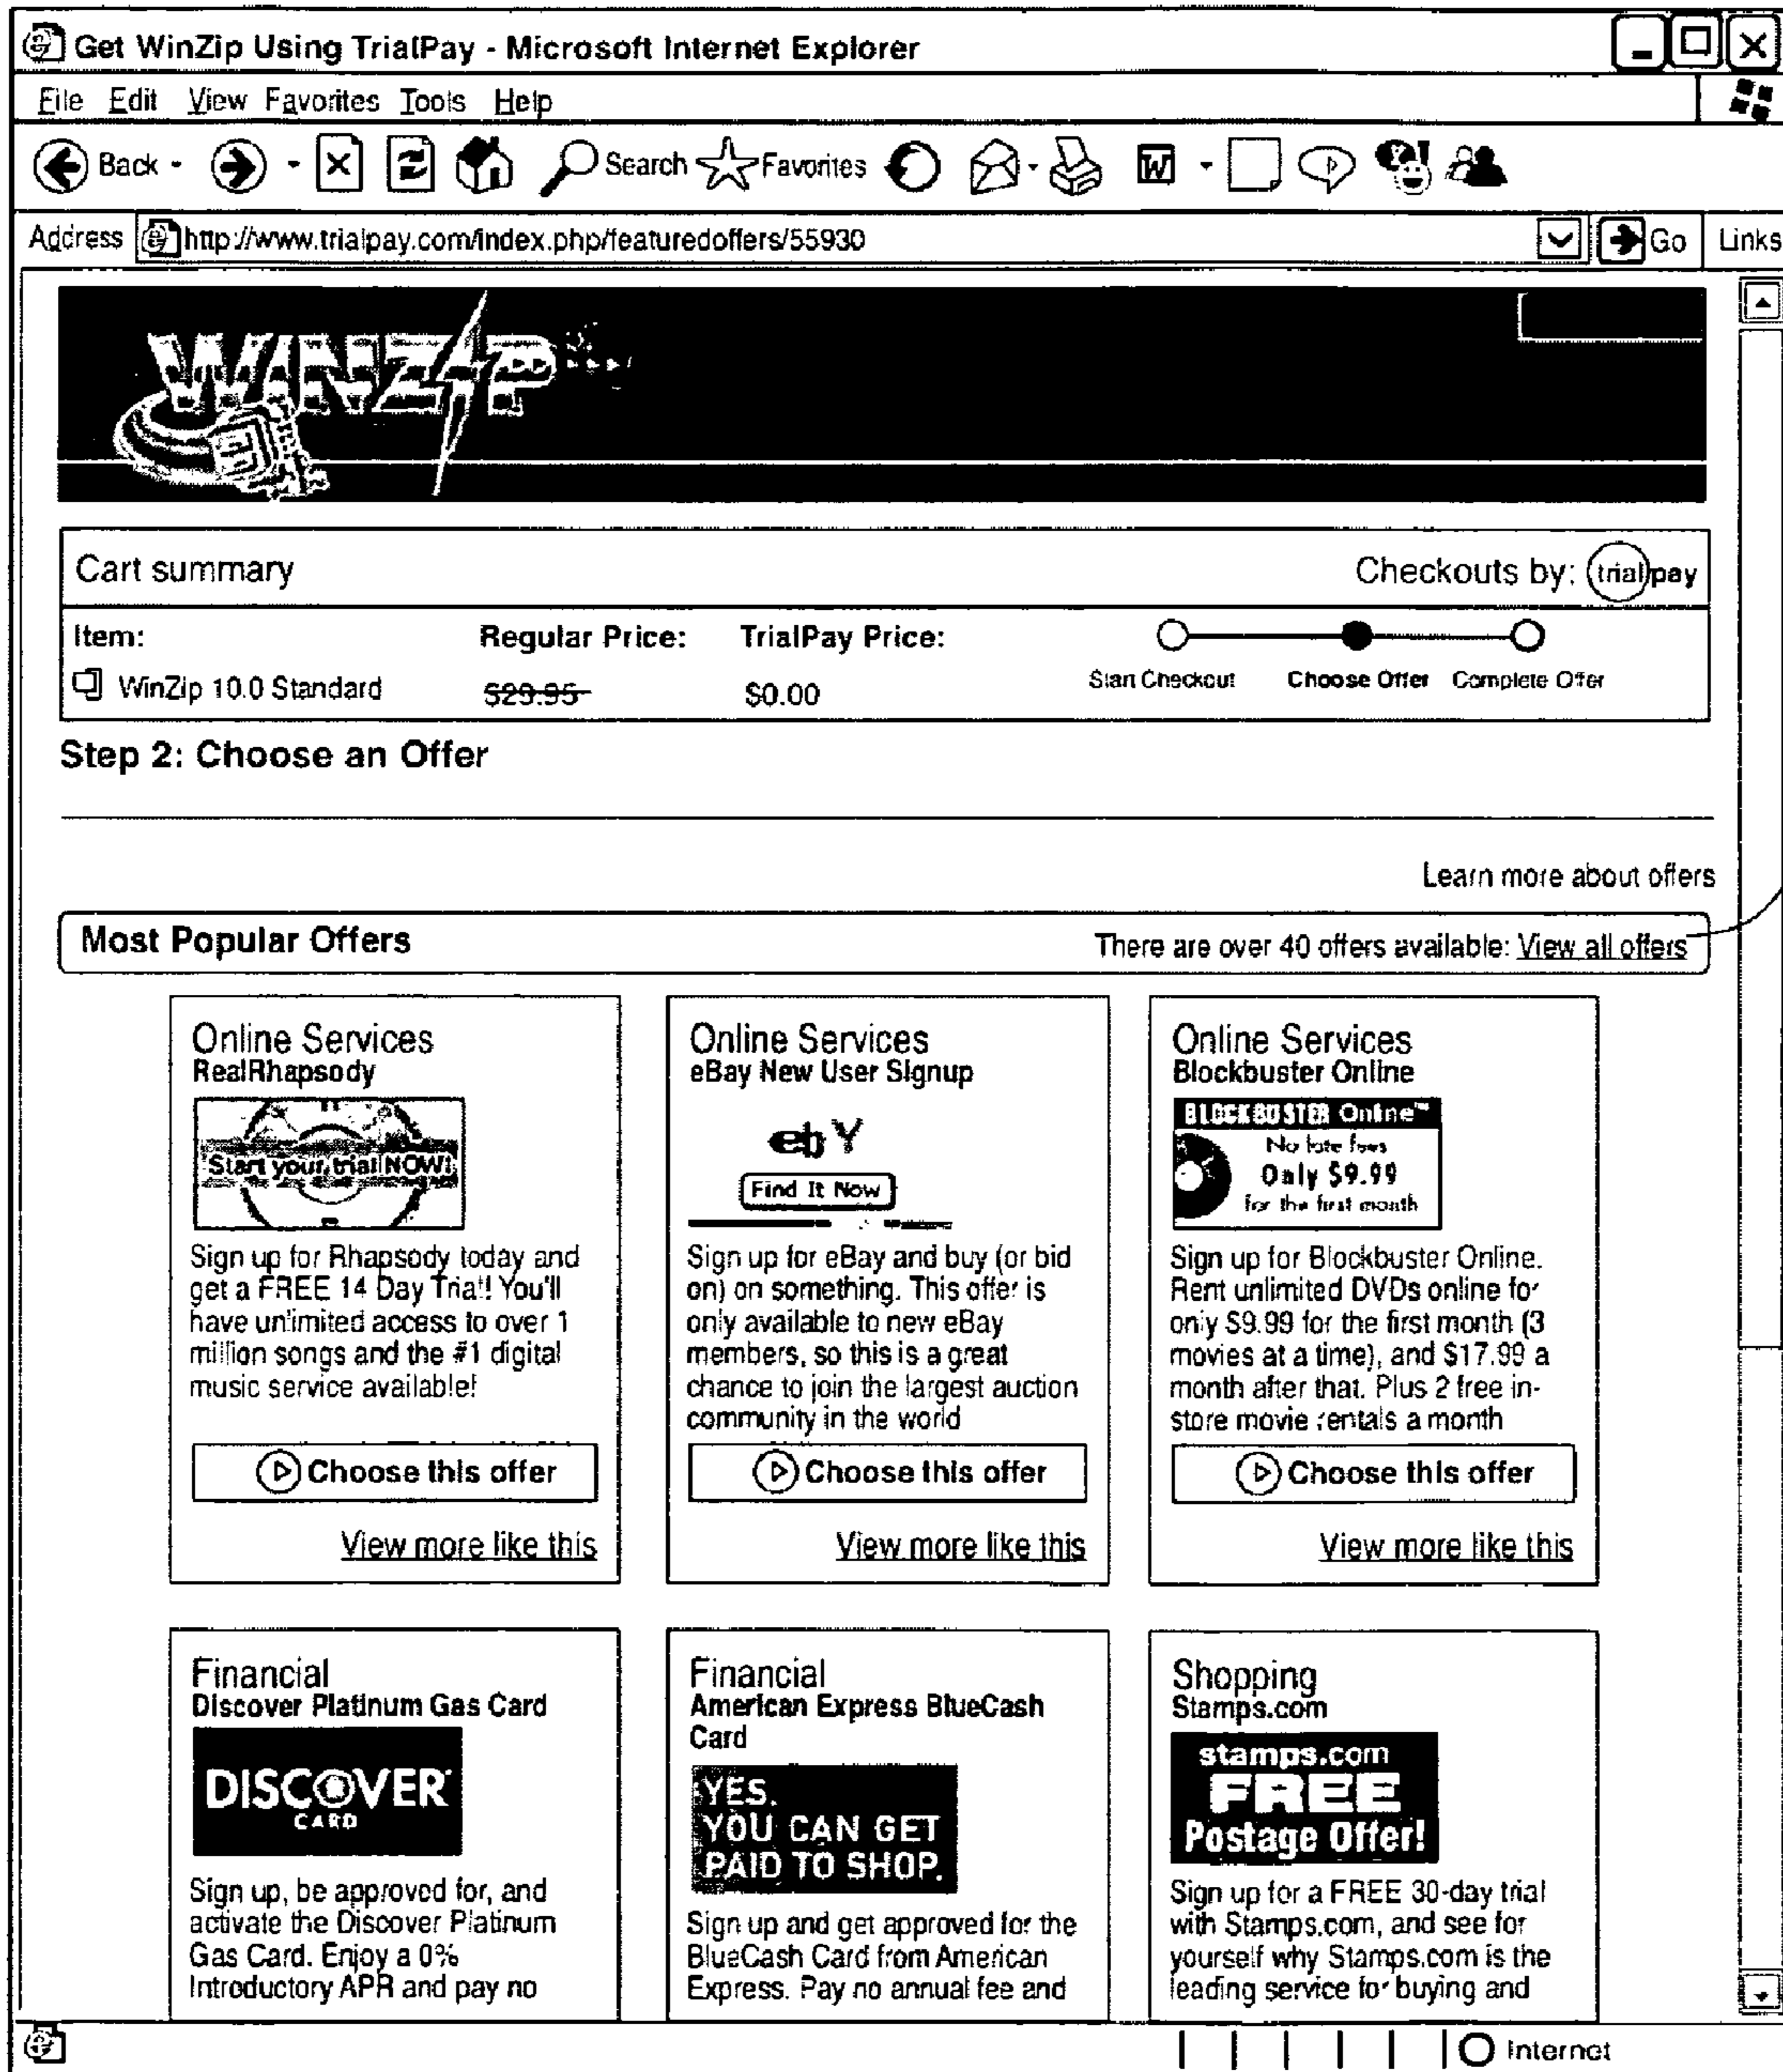 Get WinZip Using TrialPay - Microsoft Internet Explorer
File Edit View Favorites Tools Help
Back Search Favorites
Address http://www.trialpay.com/index.php/featuredoffers/55930 Go Links
WINZIP
Cart summary Checkouts by: trialpay
Item: Regular Price: TrialPay Price:
WinZip 10.0 Standard $29.95 $0.00 Start Checkout Choose Offer Complete Offer
Step 2: Choose an Offer
Learn more about offers
Most Popular Offers There are over 40 offers available: View all offers
Online Services
RealRhapsody
Start your trial NOW!
Sign up for Rhapsody today and
get a FREE 14 Day Trial! You'll
have unlimited access to over 1
million songs and the #1 digital
music service available!
Choose this offer
View more like this
Online Services
eBay New User Signup
eb Y
Find It Now
Sign up for eBay and buy (or bid
on) on something. This offer is
only available to new eBay
members, so this is a great
chance to join the largest auction
community in the world
Choose this offer
View more like this
Online Services
Blockbuster Online
BLOCKBUSTER Online™
No late fees
Only $9.99
for the first month
Sign up for Blockbuster Online.
Rent unlimited DVDs online for
only $9.99 for the first month (3
movies at a time), and $17.99 a
month after that. Plus 2 free in-
store movie rentals a month
Choose this offer
View more like this
Financial
Discover Platinum Gas Card
DISCOVER
CARD
Sign up, be approved for, and
activate the Discover Platinum
Gas Card. Enjoy a 0%
Introductory APR and pay no
Financial
American Express BlueCash
Card
YES.
YOU CAN GET
PAID TO SHOP.
Sign up and get approved for the
BlueCash Card from American
Express. Pay no annual fee and
Shopping
Stamps.com
stamps.com
FREE
Postage Offer!
Sign up for a FREE 30-day trial
with Stamps.com, and see for
yourself why Stamps.com is the
leading service for buying and
Internet